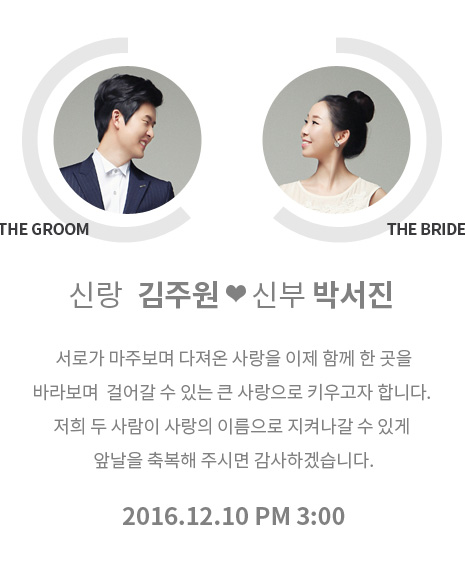 THE GROOM
THE BRIDE
신랑 김주원 ❤ 신부 박서진
서로가 마주보며 다져온 사랑을 이제 함께 한 곳을
바라보며 걸어갈 수 있는 큰 사랑으로 키우고자 합니다.
저희 두 사람이 사랑의 이름으로 지켜나갈 수 있게
앞날을 축복해 주시면 감사하겠습니다.
2016.12.10 PM 3:00